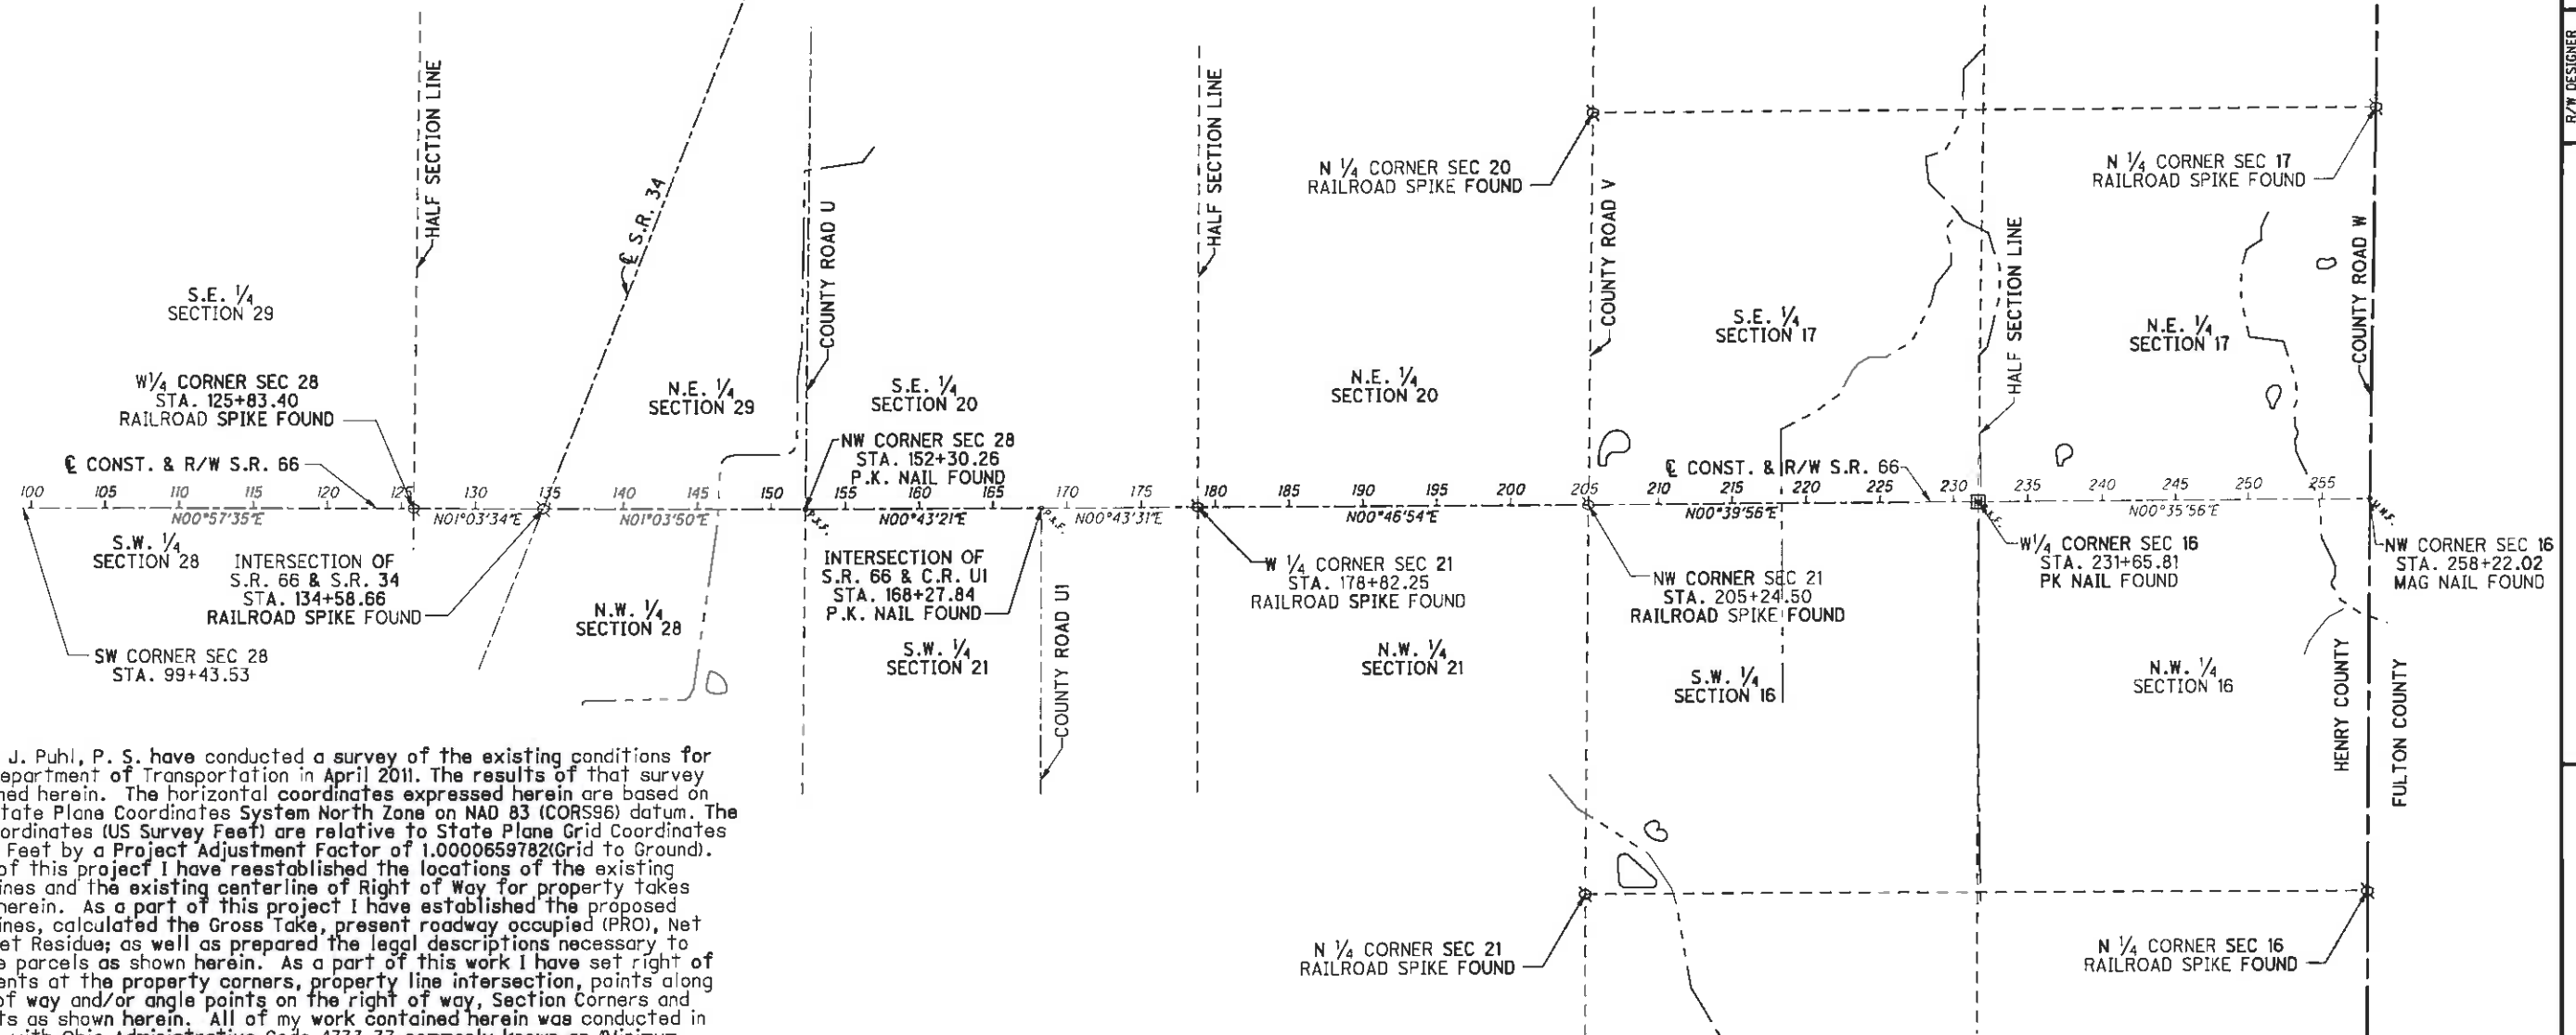 R/W DESIGNER
HALF SECTION LINE
℄ S.R. 34
COUNTY ROAD U
HALF SECTION LINE
N 1/4 CORNER SEC 20
RAILROAD SPIKE FOUND
COUNTY ROAD V
HALF SECTION LINE
N 1/4 CORNER SEC 17
RAILROAD SPIKE FOUND
COUNTY ROAD W
S.E. 1/4
SECTION 29
W1/4 CORNER SEC 28
STA. 125+83.40
RAILROAD SPIKE FOUND
N.E. 1/4
SECTION 29
S.E. 1/4
SECTION 20
NW CORNER SEC 28
STA. 152+30.26
P.K. NAIL FOUND
N.E. 1/4
SECTION 20
S.E. 1/4
SECTION 17
N.E. 1/4
SECTION 17
℄ CONST. & R/W S.R. 66
℄ CONST. & R/W S.R. 66
100 105 110 115 120 125 130 135 140 145 150 155 160 165 170 175 180 185 190 195 200 205 210 215 220 225 230 235 240 245 250 255
N00°57'35"E N01°03'34"E N01°03'50"E N00°43'21"E N00°43'31"E N00°46'54"E N00°39'56"E N00°35'56"E
P.K.F.
P.K.F.
P.K.F.
M.N.F.
S.W. 1/4
SECTION 28
INTERSECTION OF
S.R. 66 & S.R. 34
STA. 134+58.66
RAILROAD SPIKE FOUND
SW CORNER SEC 28
STA. 99+43.53
N.W. 1/4
SECTION 28
INTERSECTION OF
S.R. 66 & C.R. U1
STA. 168+27.84
P.K. NAIL FOUND
S.W. 1/4
SECTION 21
COUNTY ROAD U1
W 1/4 CORNER SEC 21
STA. 178+82.25
RAILROAD SPIKE FOUND
N.W. 1/4
SECTION 21
NW CORNER SEC 21
STA. 205+24.50
RAILROAD SPIKE FOUND
S.W. 1/4
SECTION 16
W1/4 CORNER SEC 16
STA. 231+65.81
PK NAIL FOUND
N.W. 1/4
SECTION 16
NW CORNER SEC 16
STA. 258+22.02
MAG NAIL FOUND
HENRY COUNTY
FULTON COUNTY
N 1/4 CORNER SEC 21
RAILROAD SPIKE FOUND
N 1/4 CORNER SEC 16
RAILROAD SPIKE FOUND
J. Puhl, P. S. have conducted a survey of the existing conditions for
epartment of Transportation in April 2011. The results of that survey
ned herein. The horizontal coordinates expressed herein are based on
tate Plane Coordinates System North Zone on NAD 83 (CORS96) datum. The
ordinates (US Survey Feet) are relative to State Plane Grid Coordinates
Feet by a Project Adjustment Factor of 1.0000659782(Grid to Ground).
of this project I have reestablished the locations of the existing
ines and the existing centerline of Right of Way for property takes
herein. As a part of this project I have established the proposed
ines, calculated the Gross Take, present roadway occupied (PRO), Net
et Residue; as well as prepared the legal descriptions necessary to
e parcels as shown herein. As a part of this work I have set right of
ents at the property corners, property line intersection, points along
of way and/or angle points on the right of way, Section Corners and
ts as shown herein. All of my work contained herein was conducted in
with Ohio Administrative Code 4733-37 commonly known as "Minimum